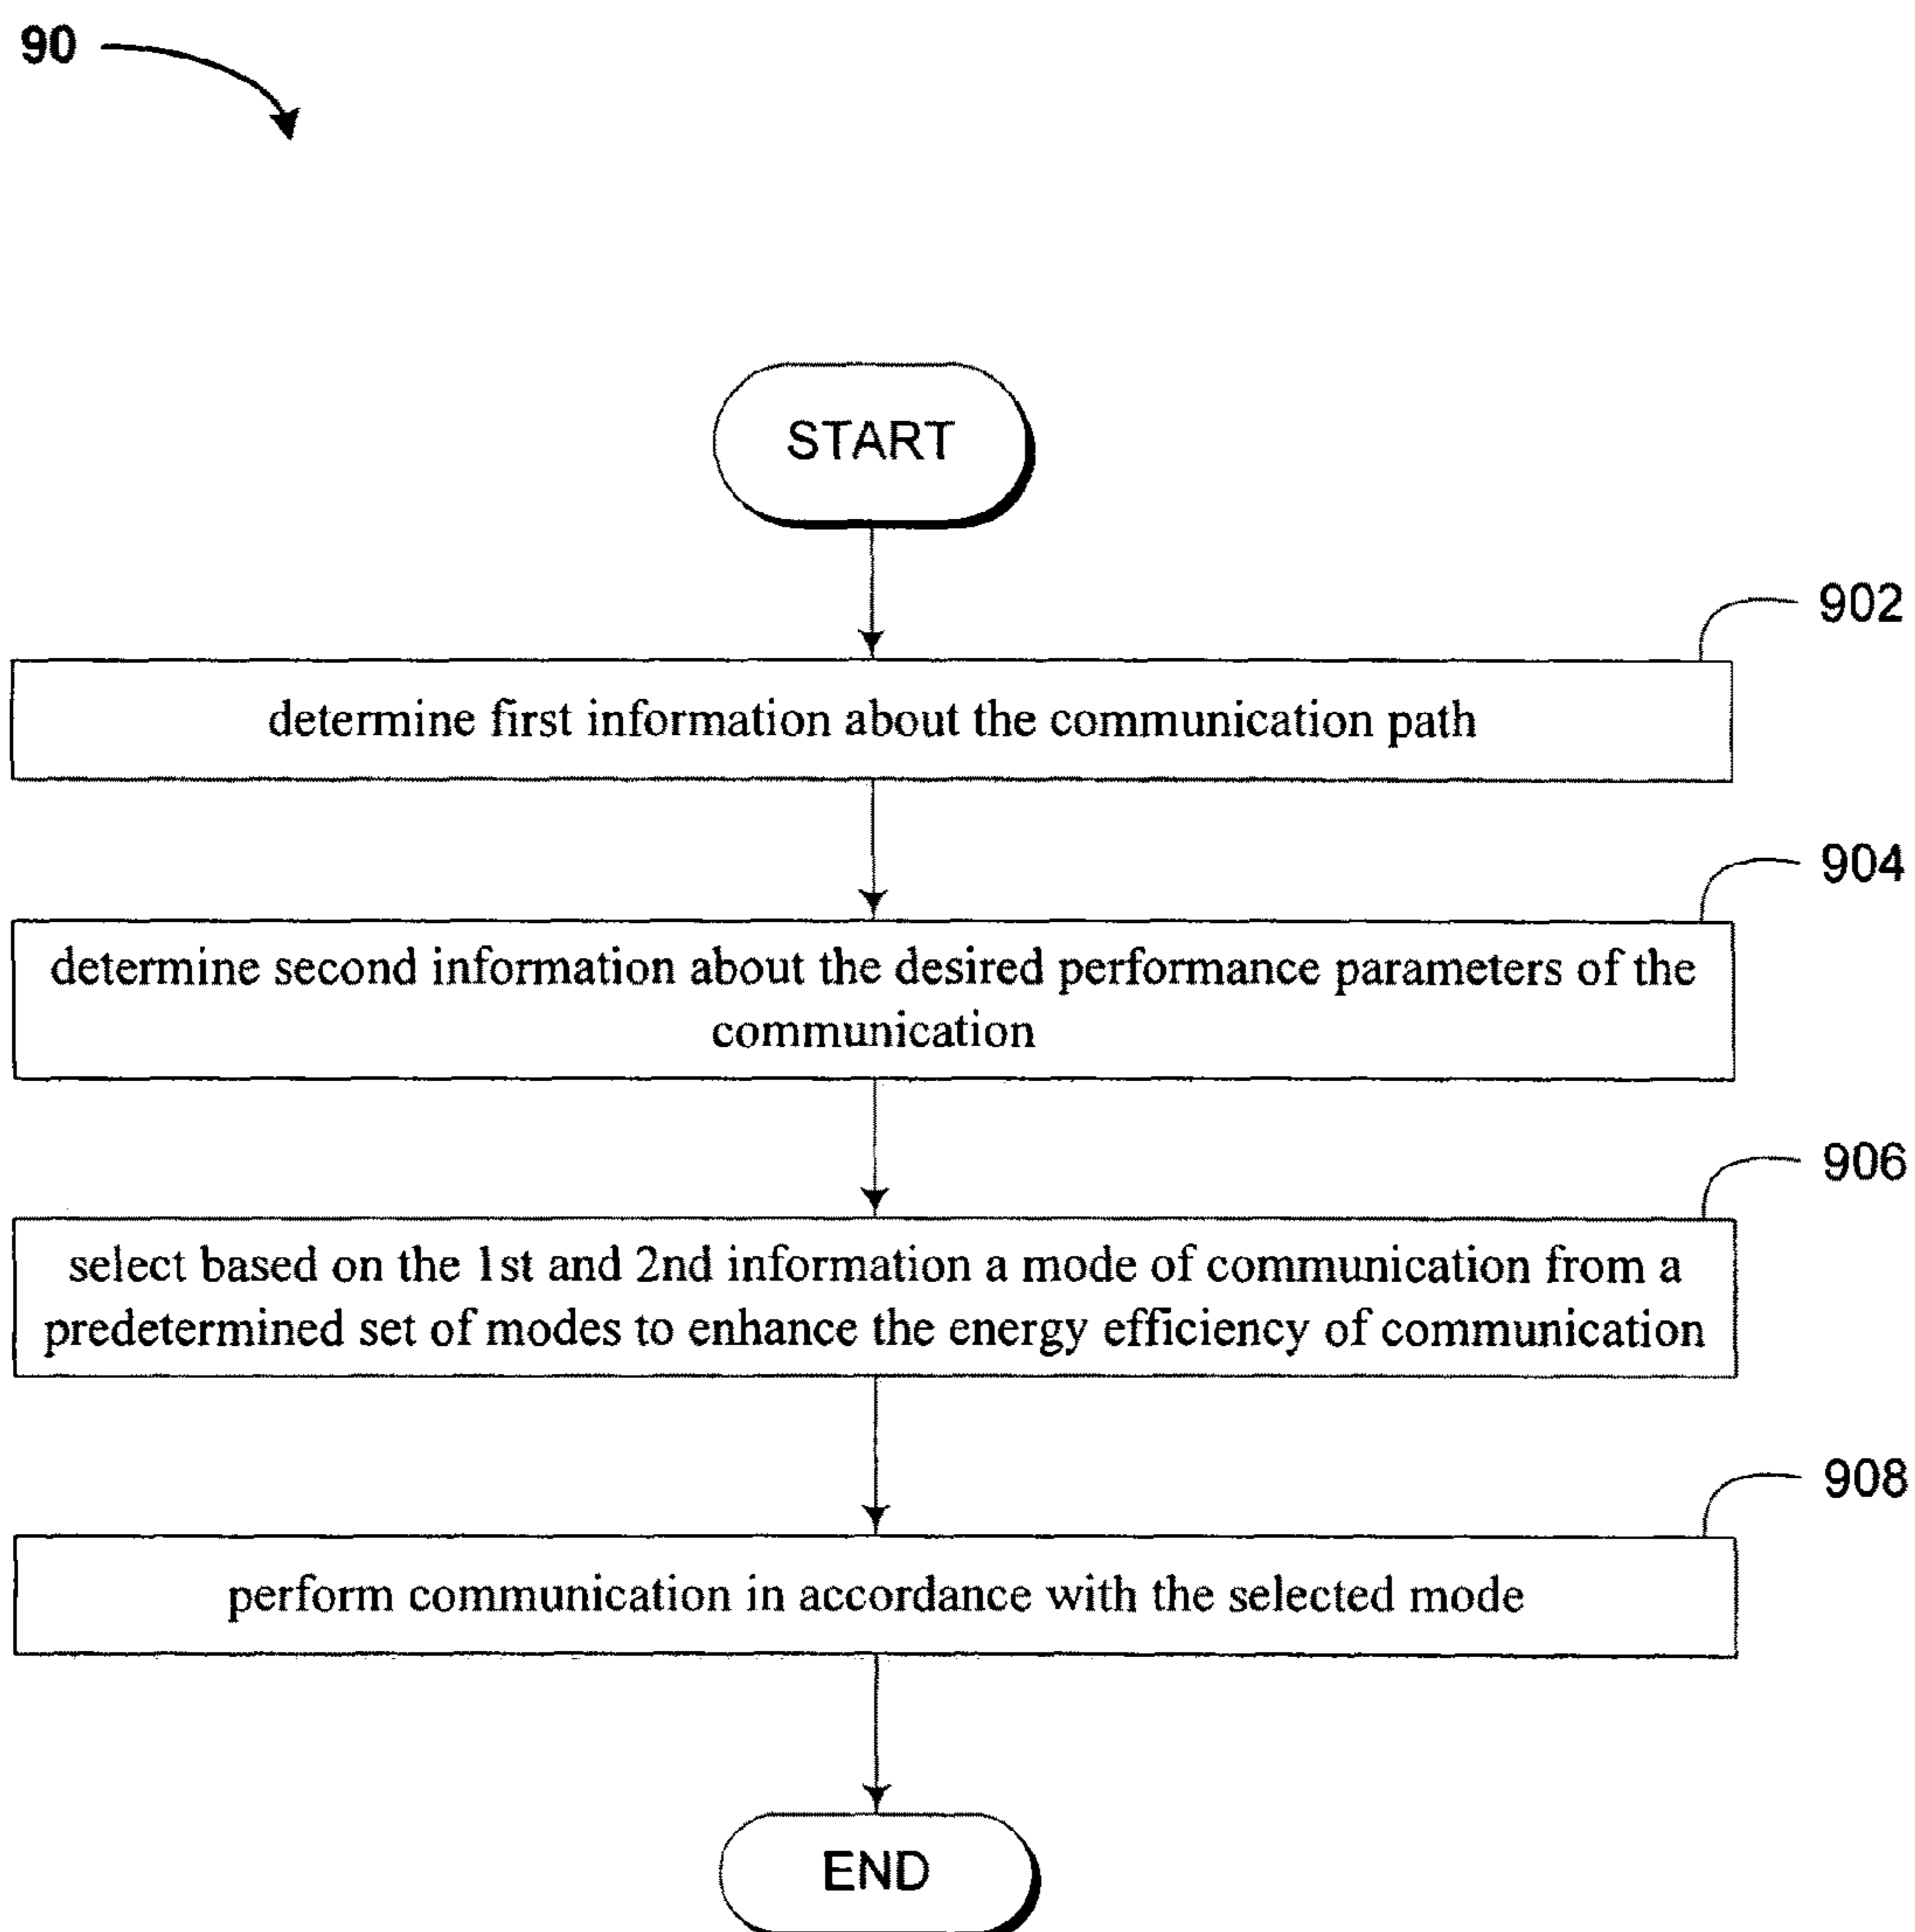 90
START
902
determine first information about the communication path
904
determine second information about the desired performance parameters of the
communication
906
select based on the 1st and 2nd information a mode of communication from a
predetermined set of modes to enhance the energy efficiency of communication
908
perform communication in accordance with the selected mode
END